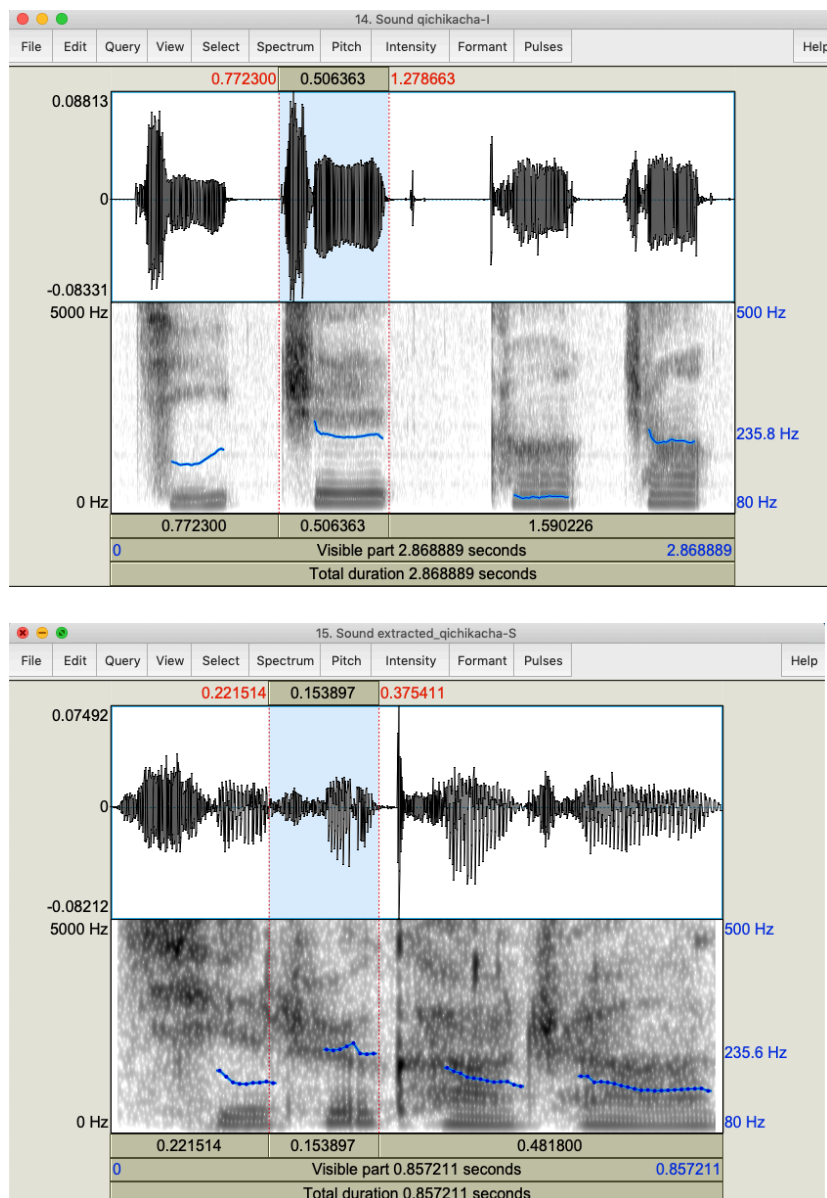 14. Sound qichikacha-I
File Edit Query View Select Spectrum Pitch Intensity Formant Pulses Help
0.772300 0.506363 1.278663
0.08813
0
-0.08331
5000 Hz 500 Hz
235.8 Hz
0 Hz 80 Hz
0.772300 0.506363 1.590226
0 Visible part 2.868889 seconds 2.868889
Total duration 2.868889 seconds
15. Sound extracted_qichikacha-S
File Edit Query View Select Spectrum Pitch Intensity Formant Pulses Help
0.221514 0.153897 0.375411
0.07492
0
-0.08212
5000 Hz 500 Hz
235.6 Hz
0 Hz 80 Hz
0.221514 0.153897 0.481800
0 Visible part 0.857211 seconds 0.857211
Total duration 0.857211 seconds